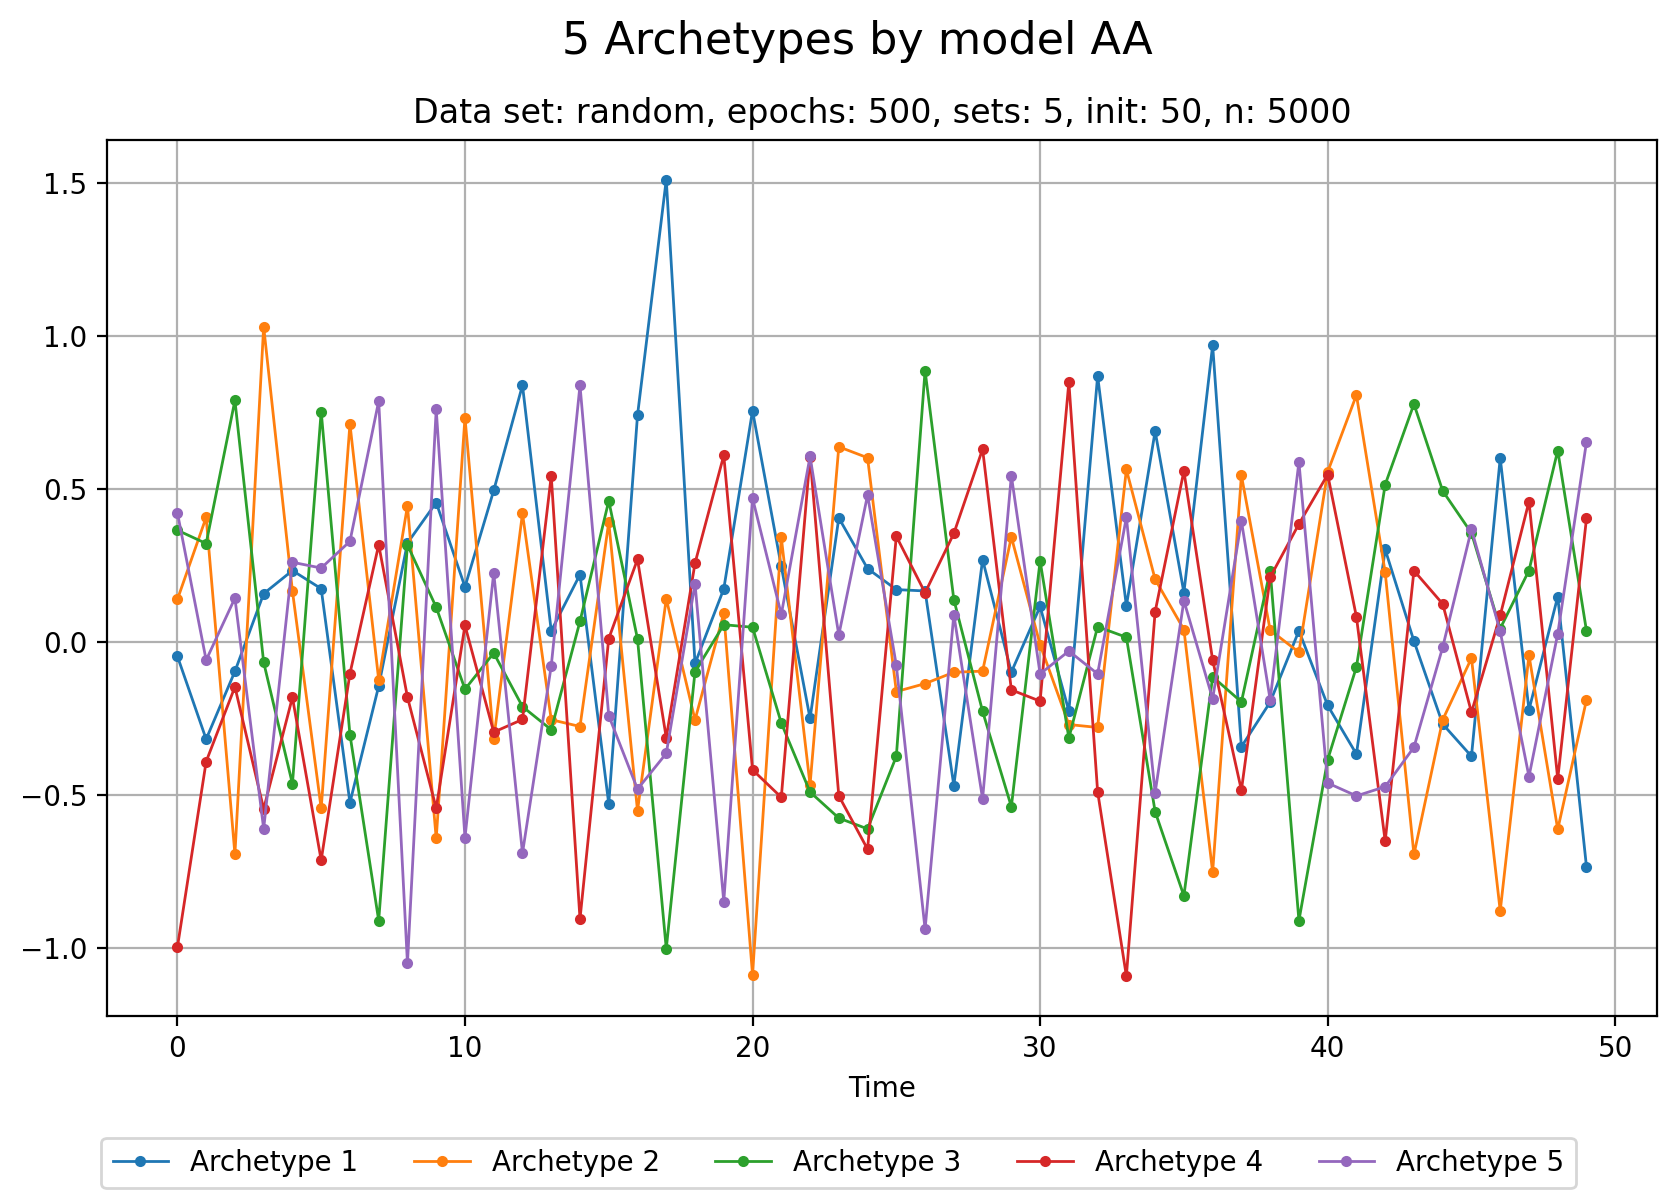 5 Archetypes by model AA
Data set: random, epochs: 500, sets: 5, init: 50, n: 5000
1.5
1.0
0.5
0.0
−0.5
−1.0
0 10 20 30 40 50
Time
Archetype 1 Archetype 2 Archetype 3 Archetype 4 Archetype 5